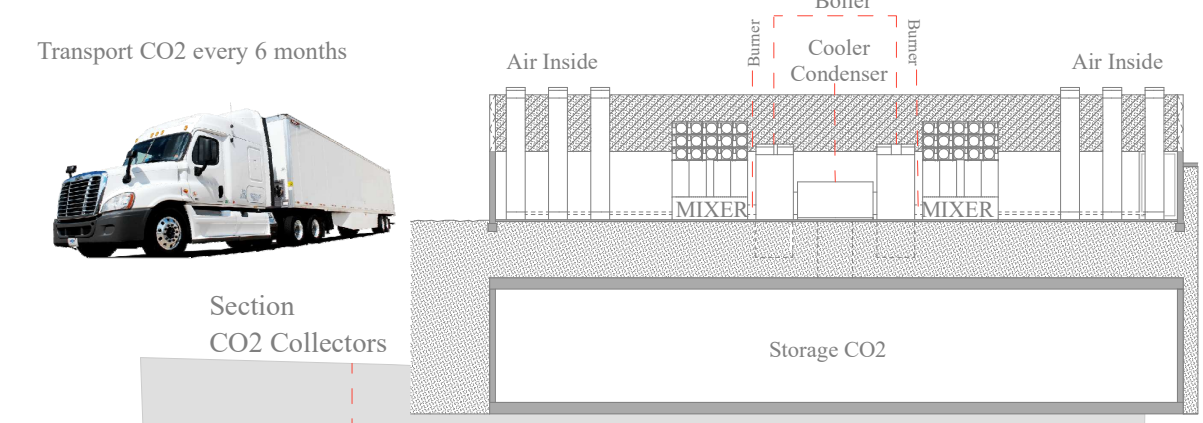 Boiler
Transport CO2 every 6 months
Air Inside
Burner
Cooler
Condenser
Burner
Air Inside
MIXER
MIXER
Section
CO2 Collectors
Storage CO2